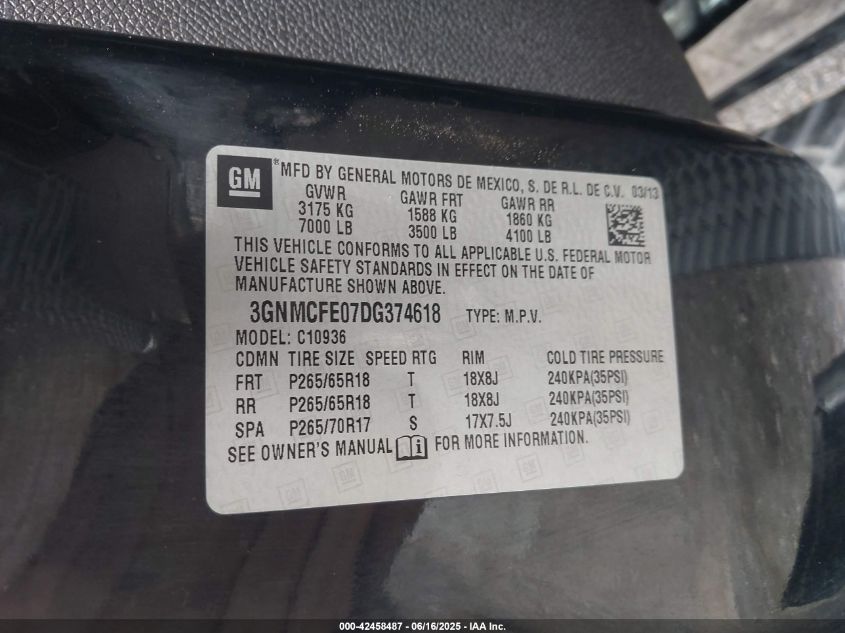 GM ® MFD BY GENERAL MOTORS DE MEXICO, S. DE R.L. DE C.V. 03/13
GVWR GAWR FRT GAWR RR
3175 KG 1588 KG 1860 KG
7000 LB 3500 LB 4100 LB
THIS VEHICLE CONFORMS TO ALL APPLICABLE U.S. FEDERAL MOTOR
VEHICLE SAFETY STANDARDS IN EFFECT ON THE DATE OF
MANUFACTURE SHOWN ABOVE.
3GNMCFE07DG374618 TYPE: M.P.V.
MODEL: C10936
CDMN TIRE SIZE SPEED RTG RIM COLD TIRE PRESSURE
FRT P265/65R18 T 18X8J 240KPA(35PSI)
RR P265/65R18 T 18X8J 240KPA(35PSI)
SPA P265/70R17 S 17X7.5J 240KPA(35PSI)
SEE OWNER'S MANUAL FOR MORE INFORMATION.
000-42458487 - 06/16/2025 - IAA Inc.